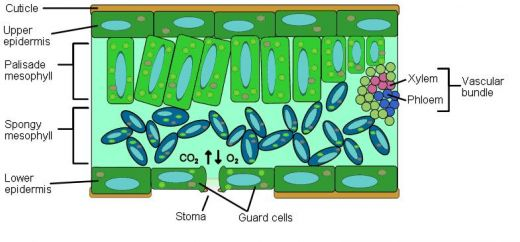 Cuticle
Upper
epidermis
Palisade
mesophyll
Xylem
Phloem
Vascular
bundle
Spongy
mesophyll
CO2
O2
Lower
epidermis
Stoma
Guard cells